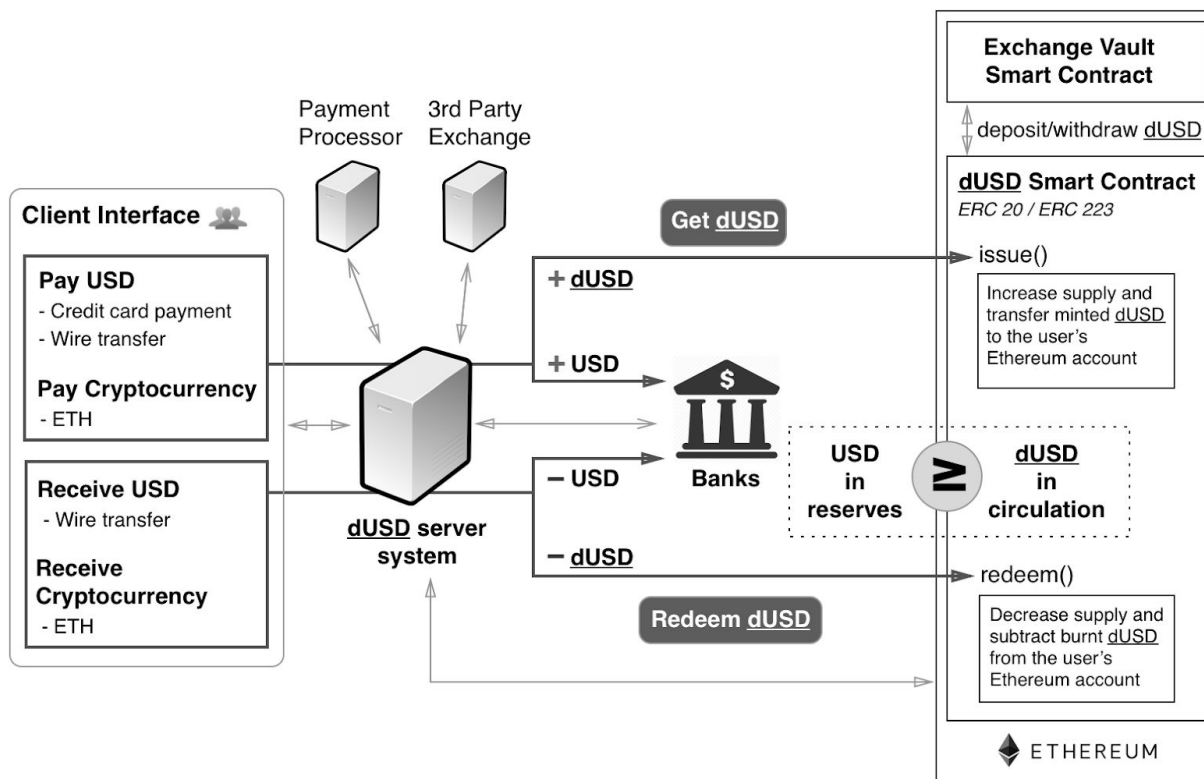 Client Interface
Pay USD
- Credit card payment
- Wire transfer
Pay Cryptocurrency
- ETH
Receive USD
- Wire transfer
Receive
Cryptocurrency
- ETH
Payment
Processor
3rd Party
Exchange
dUSD server
system
Get dUSD
+ dUSD
+ USD
$
Banks
− USD
− dUSD
Redeem dUSD
USD
in
reserves
≥
dUSD
in
circulation
Exchange Vault
Smart Contract
deposit/withdraw dUSD
dUSD Smart Contract
ERC 20 / ERC 223
issue()
Increase supply and
transfer minted dUSD
to the user's
Ethereum account
redeem()
Decrease supply and
subtract burnt dUSD
from the user's
Ethereum account
ETHEREUM